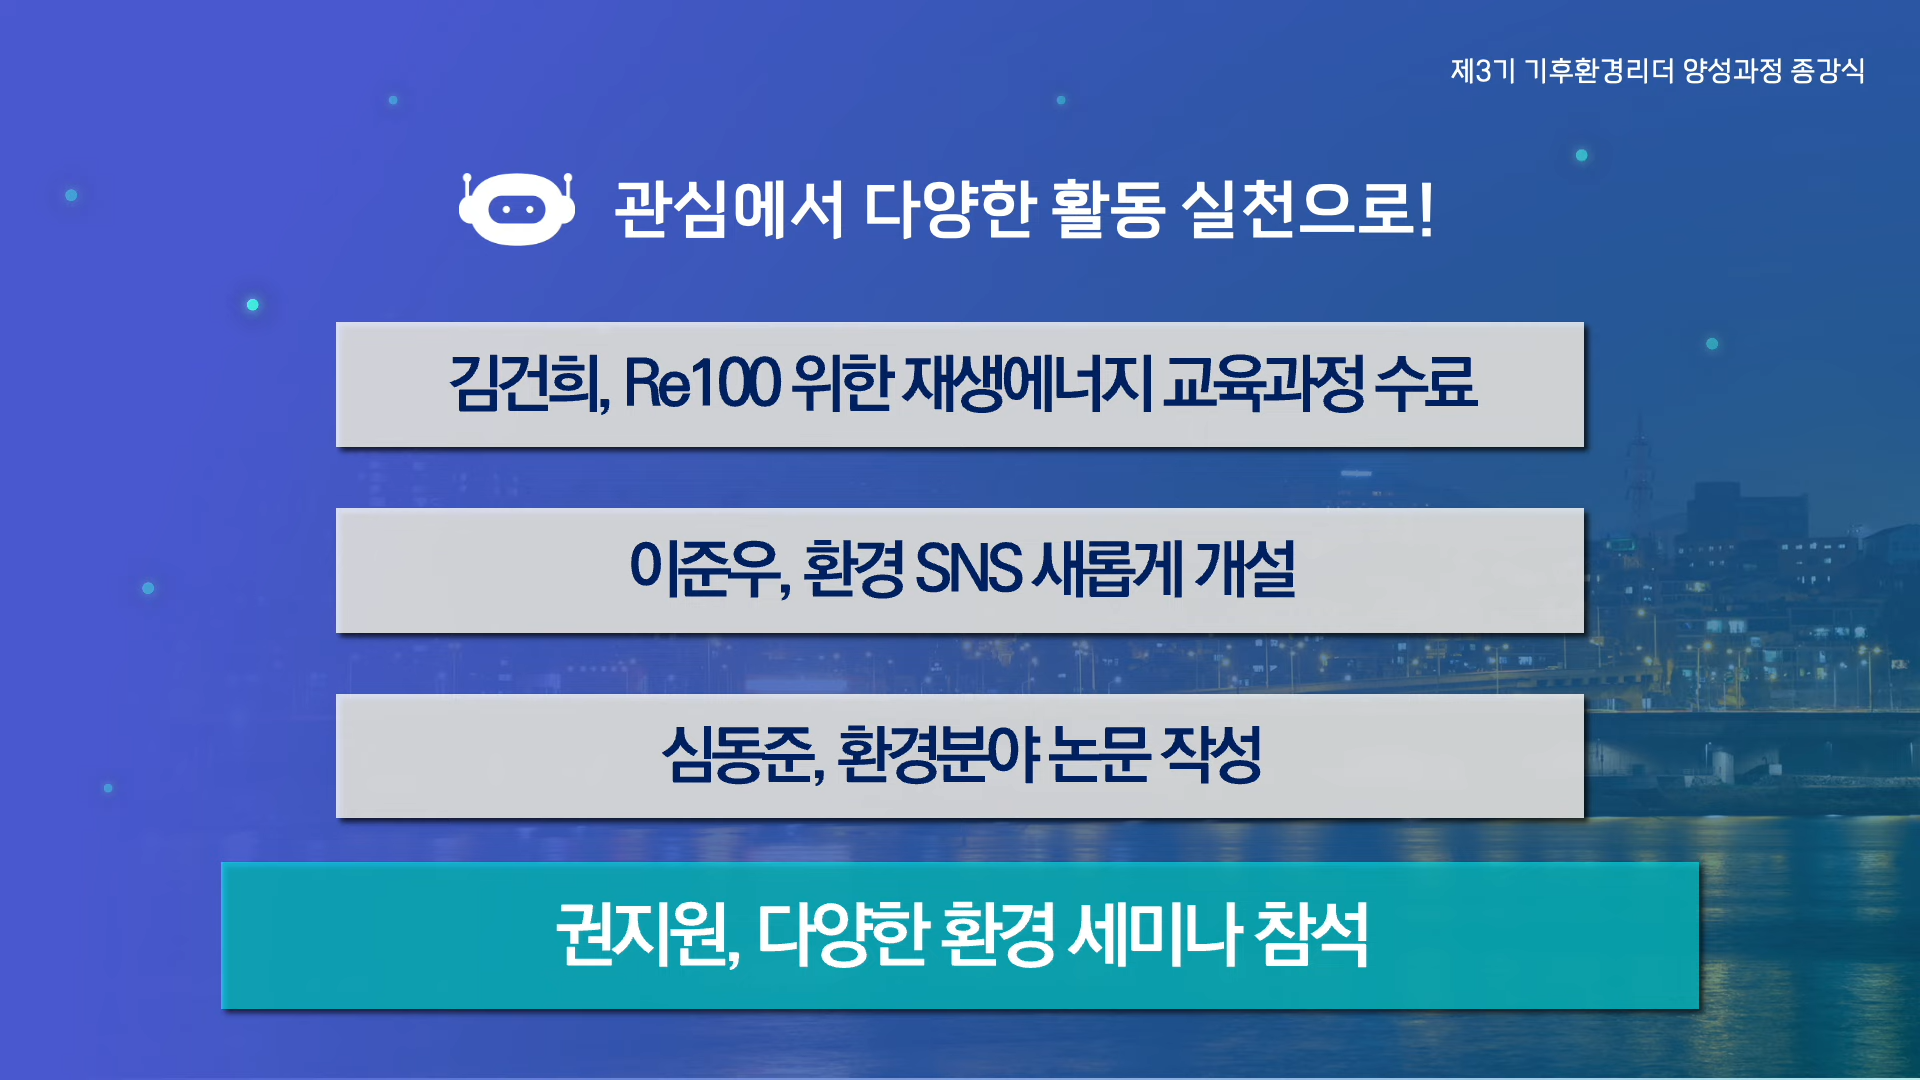 제3기 기후환경리더 양성과정 종강식
관심에서 다양한 활동 실천으로!
김건희, Re100 위한 재생에너지 교육과정 수료
이준우, 환경 SNS 새롭게 개설
심동준, 환경분야 논문 작성
권지원, 다양한 환경 세미나 참석